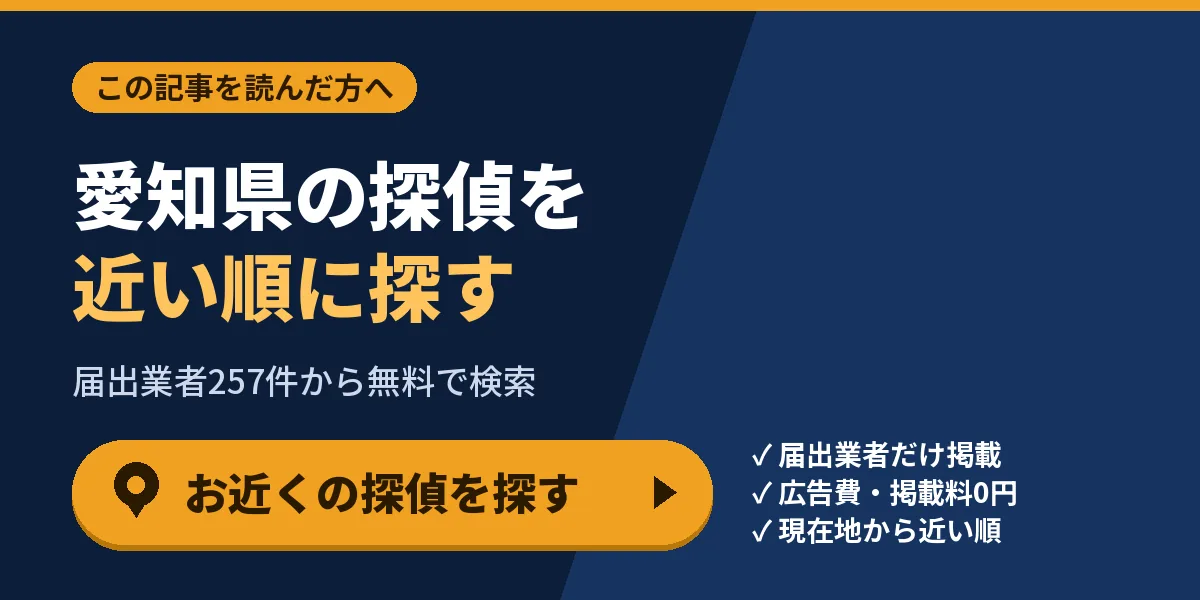 この記事を読んだ方へ
愛知県の探偵を
近い順に探す
届出業者257件から無料で検索
お近くの探偵を探す
✓届出業者だけ掲載
✓広告費・掲載料0円
✓現在地から近い順